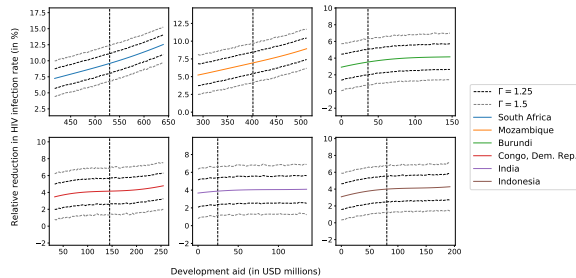 Relative reduction in HIV infection rate (in %)
17.5
15.0
12.5
10.0
7.5
5.0
2.5
450 500 550 600 650
12.5
10.0
7.5
5.0
2.5
0.0
300 400 500
10
8
6
4
2
0
−2
0 50 100 150
10
8
6
4
2
0
−2
50 100 150 200 250
10
8
6
4
2
0
−2
0 50 100
10
8
6
4
2
0
−2
50 100 150 200
Development aid (in USD millions)
Γ = 1.25
Γ = 1.5
South Africa
Mozambique
Burundi
Congo, Dem. Rep.
India
Indonesia